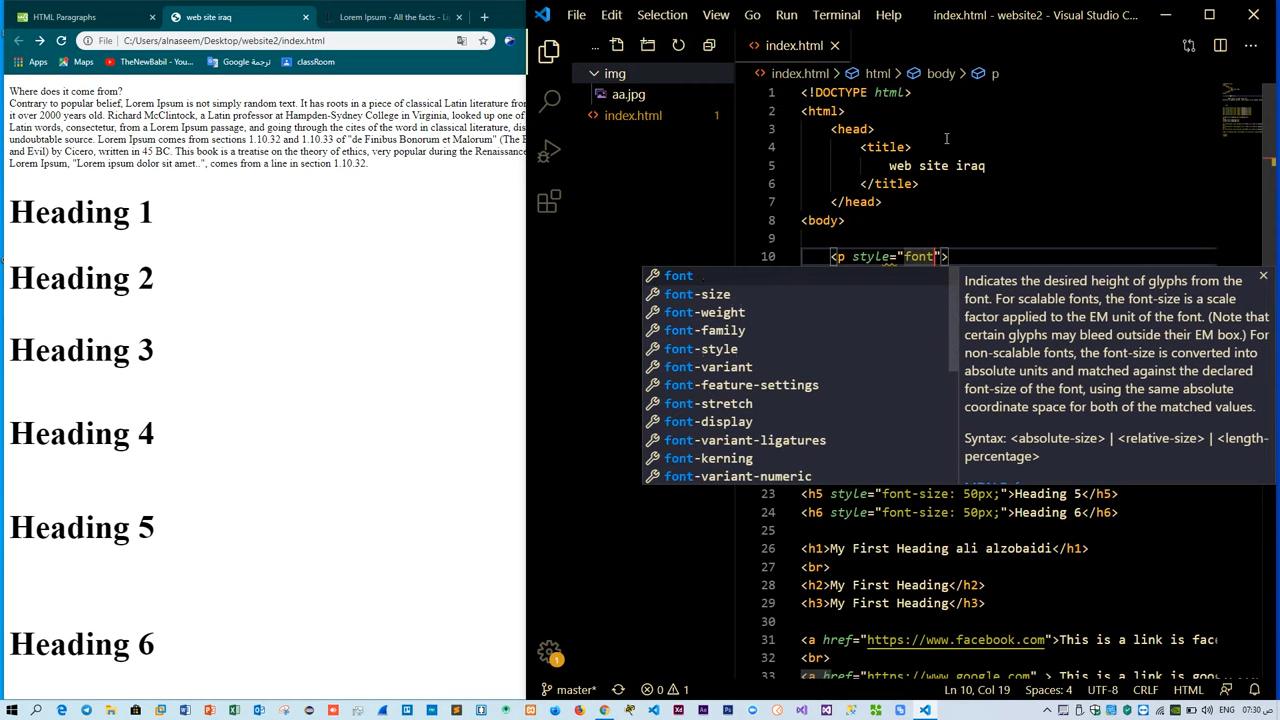 HTML Paragraphs
web site iraq
Lorem Ipsum - All the facts - Li
File
C:/Users/alnaseem/Desktop/website2/index.html
Apps
Maps
TheNewBabil - You...
Google ترجمة
classRoom
Where does it come from?
Contrary to popular belief, Lorem Ipsum is not simply random text. It has roots in a piece of classical Latin literature fro
it over 2000 years old. Richard McClintock, a Latin professor at Hampden-Sydney College in Virginia, looked up one of
Latin words, consectetur, from a Lorem Ipsum passage, and going through the cites of the word in classical literature, dis
undoubtable source. Lorem Ipsum comes from sections 1.10.32 and 1.10.33 of "de Finibus Bonorum et Malorum" (The E
and Evil) by Cicero, written in 45 BC. This book is a treatise on the theory of ethics, very popular during the Renaissance
Lorem Ipsum, "Lorem ipsum dolor sit amet..", comes from a line in section 1.10.32.
Heading 1
Heading 2
Heading 3
Heading 4
Heading 5
Heading 6
File Edit Selection View Go Run Terminal Help
index.html - website2 - Visual Studio C...
...
img
aa.jpg
index.html
index.html
index.html > html > body > p
1 <!DOCTYPE html>
2 <html>
3 <head>
4 <title>
5 web site iraq
6 </title>
7 </head>
8 <body>
9
10 <p style="font">
font
font-size
font-weight
font-family
font-style
font-variant
font-feature-settings
font-stretch
font-display
font-variant-ligatures
font-kerning
font-variant-numeric
Indicates the desired height of glyphs from the
font. For scalable fonts, the font-size is a scale
factor applied to the EM unit of the font. (Note that
certain glyphs may bleed outside their EM box.) For
non-scalable fonts, the font-size is converted into
absolute units and matched against the declared
font-size of the font, using the same absolute
coordinate space for both of the matched values.
Syntax: <absolute-size> | <relative-size> | <length-
percentage>
23 <h5 style="font-size: 50px;">Heading 5</h5>
24 <h6 style="font-size: 50px;">Heading 6</h6>
25
26 <h1>My First Heading ali alzobaidi</h1>
27 <br>
28 <h2>My First Heading</h2>
29 <h3>My First Heading</h3>
30
31 <a href="https://www.facebook.com">This is a link is fac
32 <br>
33 <a href="https://www.google.com" > This is a link is goo
1
master*
0 1
Ln 10, Col 19
Spaces: 4
UTF-8
CRLF
HTML
ENG
07:30 ص